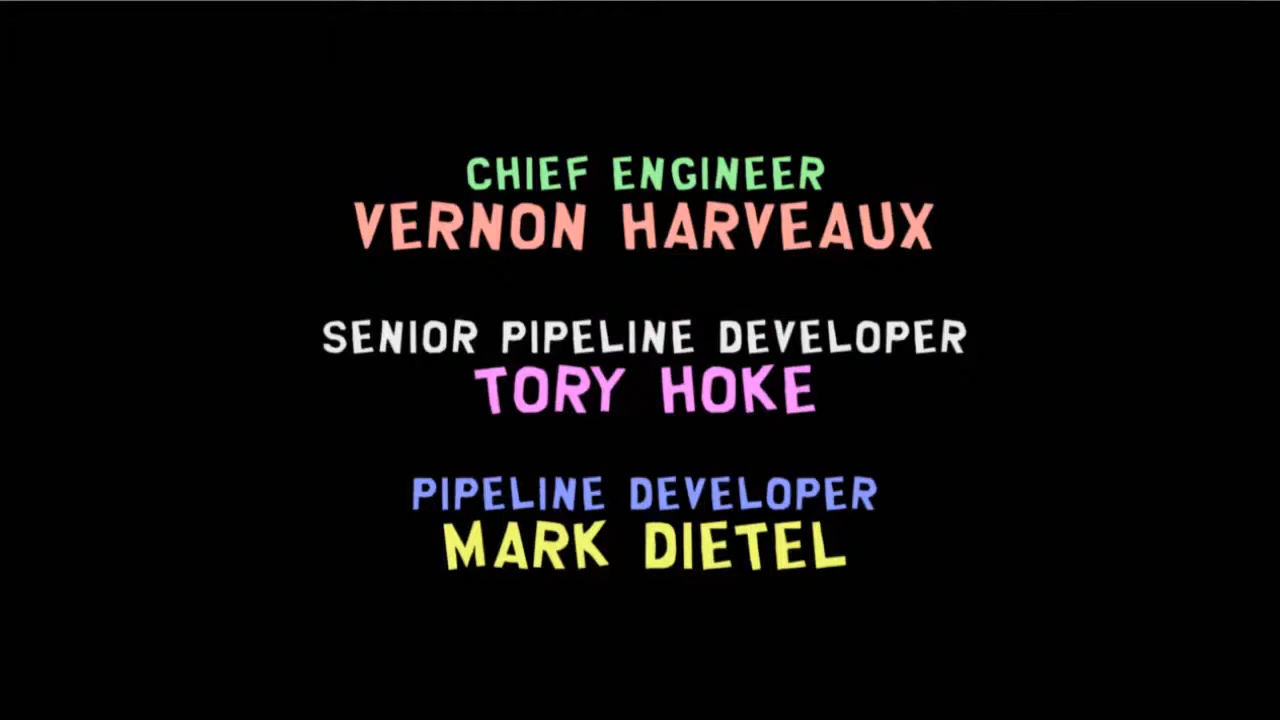 CHIEF ENGINEER
VERNON HARVEAUX
SENIOR PIPELINE DEVELOPER
TORY HOKE
PIPELINE DEVELOPER
MARK DIETEL